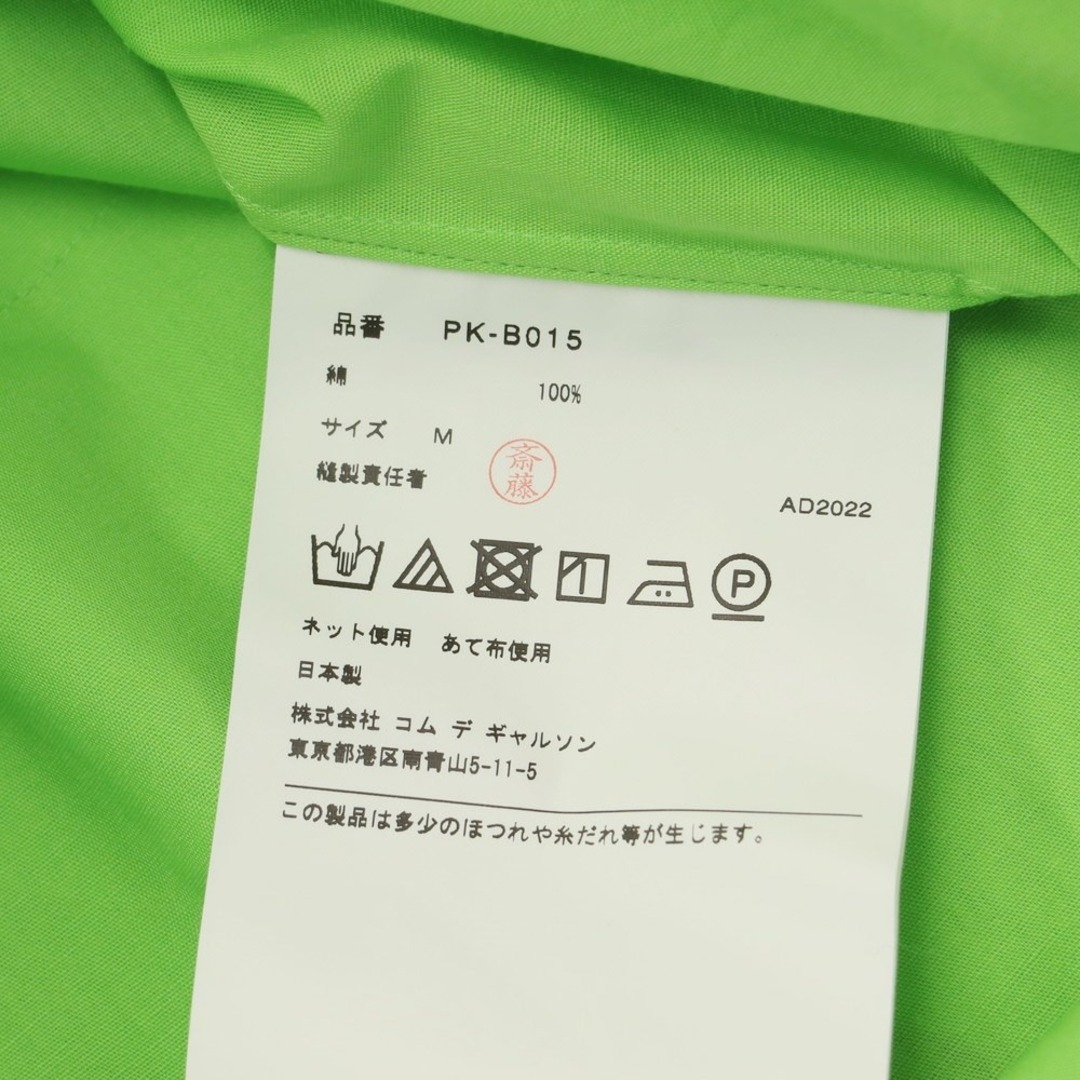 品番 PK-B015
綿 100%
サイズ M
縫製責任者 斎藤
AD2022
P
ネット使用 あて布使用
日本製
株式会社 コム デ ギャルソン
東京都港区南青山5-11-5
この製品は多少のほつれや糸だれ等が生じます。